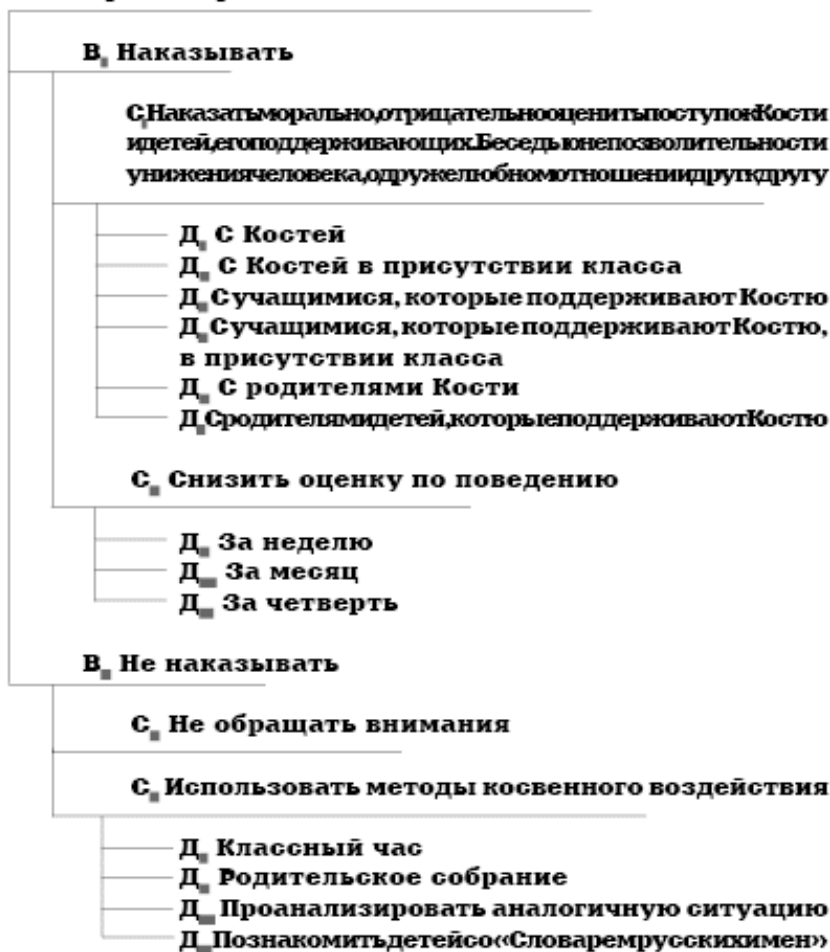 В Наказывать
С Наказать морально, отрицательно оценить поступок Кости
и детей, его поддерживающих. Беседы о непозволительности
унижения человека, о дружелюбном отношении друг к другу
Д С Костей
Д С Костей в присутствии класса
Д С учащимися, которые поддерживают Костю
Д С учащимися, которые поддерживают Костю,
в присутствии класса
Д С родителями Кости
Д С родителями детей, которые поддерживают Костю
С Снизить оценку по поведению
Д За неделю
Д За месяц
Д За четверть
В Не наказывать
С Не обращать внимания
С Использовать методы косвенного воздействия
Д Классный час
Д Родительское собрание
Д Проанализировать аналогичную ситуацию
Д Познакомить детей со «Словарем русских имен»